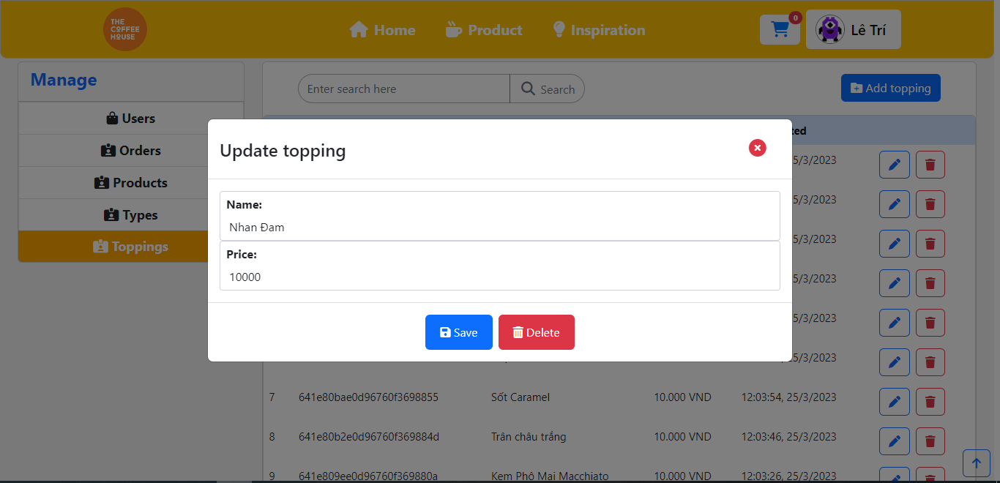 THE
COFFEE
HOUSE
Home
Product
Inspiration
0
Lê Trí
Manage
Users
Orders
Products
Types
Toppings
Enter search here
Search
Add topping
5/3/2023
5/3/2023
5/3/2023
5/3/2023
5/3/2023
5/3/2023
Update topping
Name:
Nhan Đam
Price:
10000
Save
Delete
7 641e80bae0d96760f3698855 Sốt Caramel 10.000 VND 12:03:54, 25/3/2023
8 641e80b2e0d96760f369884d Trân châu trắng 10.000 VND 12:03:46, 25/3/2023
9 641e809ee0d96760f369880a Kem Phô Mai Macchiato 10.000 VND 12:03:26, 25/3/2023